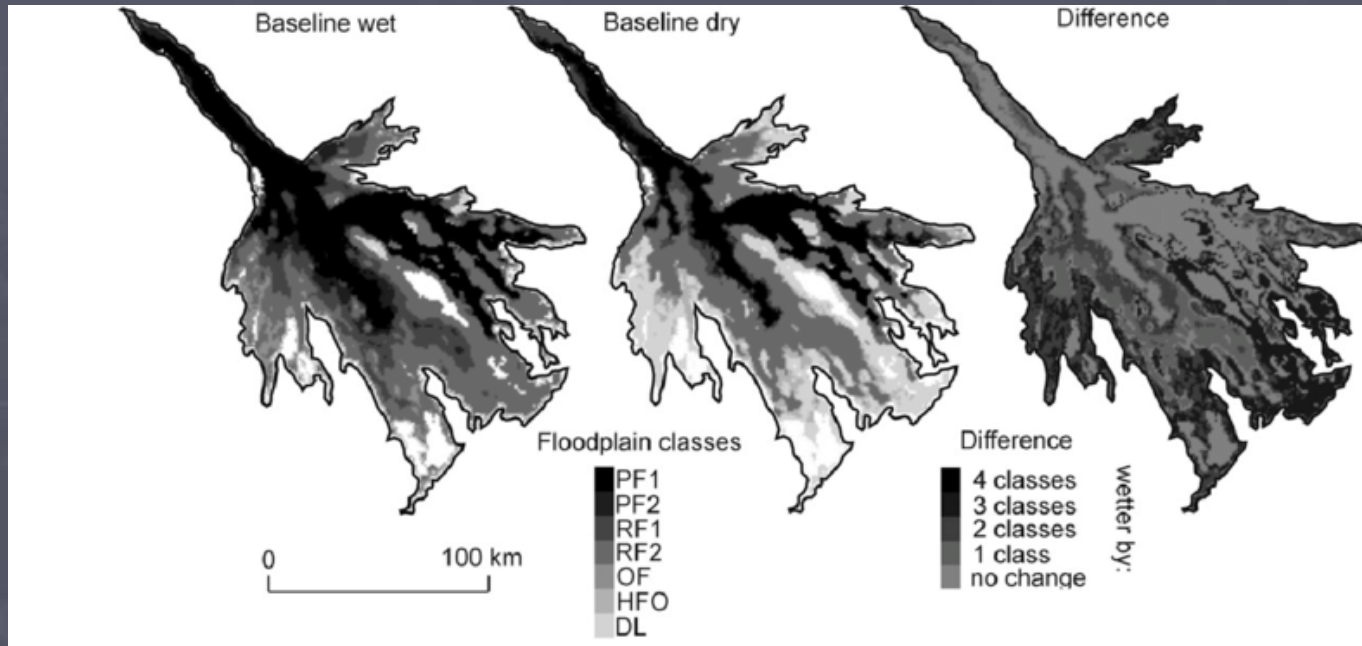 Baseline wet
Baseline dry
Difference
Floodplain classes
PF1
PF2
RF1
RF2
OF
HFO
DL
0 100 km
Difference
4 classes
3 classes
2 classes
1 class
no change
wetter by: